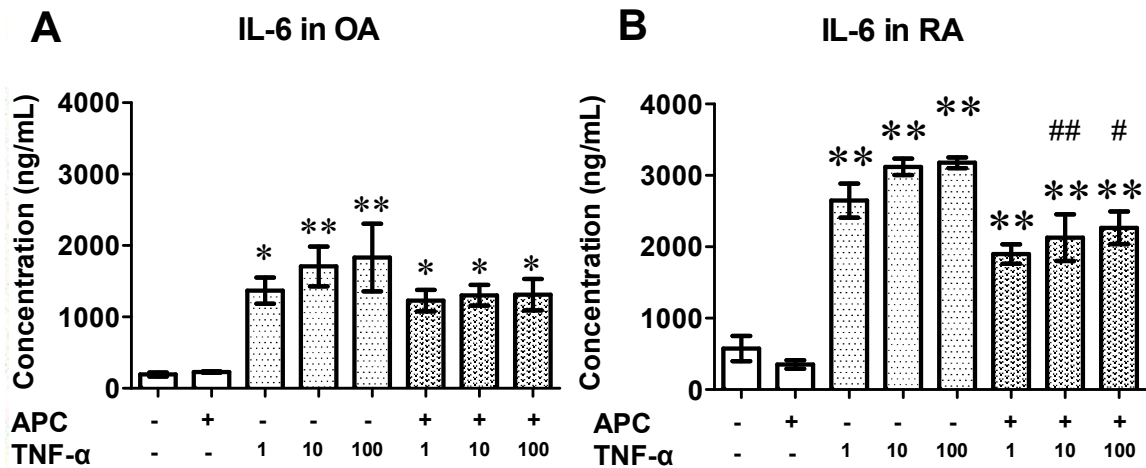 A
IL-6 in OA
Concentration (ng/mL)
4000
3000
2000
1000
0
* ** ** * * *
APC - + - - - + + +
TNF-α - - 1 10 100 1 10 100
B
IL-6 in RA
Concentration (ng/mL)
4000
3000
2000
1000
0
## #
** ** ** ** ** **
APC - + - - - + + +
TNF-α - - 1 10 100 1 10 100